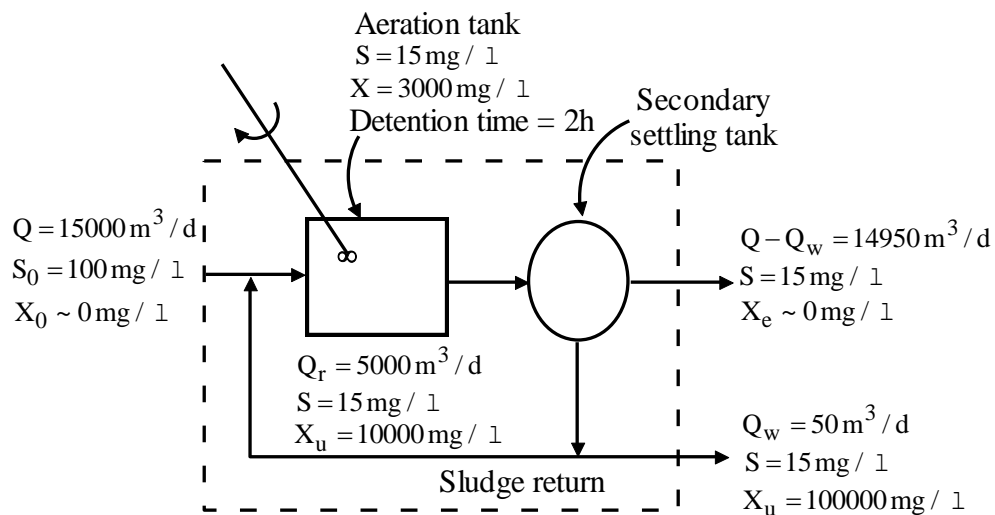 Aeration tank
S = 15 mg / l
X = 3000 mg / l
Detention time = 2h
Secondary
settling tank
Q = 15000 m³ / d
S₀ = 100 mg / l
X₀ ~ 0 mg / l
∞
Q – Q_w = 14950 m³ / d
S = 15 mg / l
X_e ~ 0 mg / l
Q_r = 5000 m³ / d
S = 15 mg / l
X_u = 10000 mg / l
Sludge return
Q_w = 50 m³ / d
S = 15 mg / l
X_u = 100000 mg / l